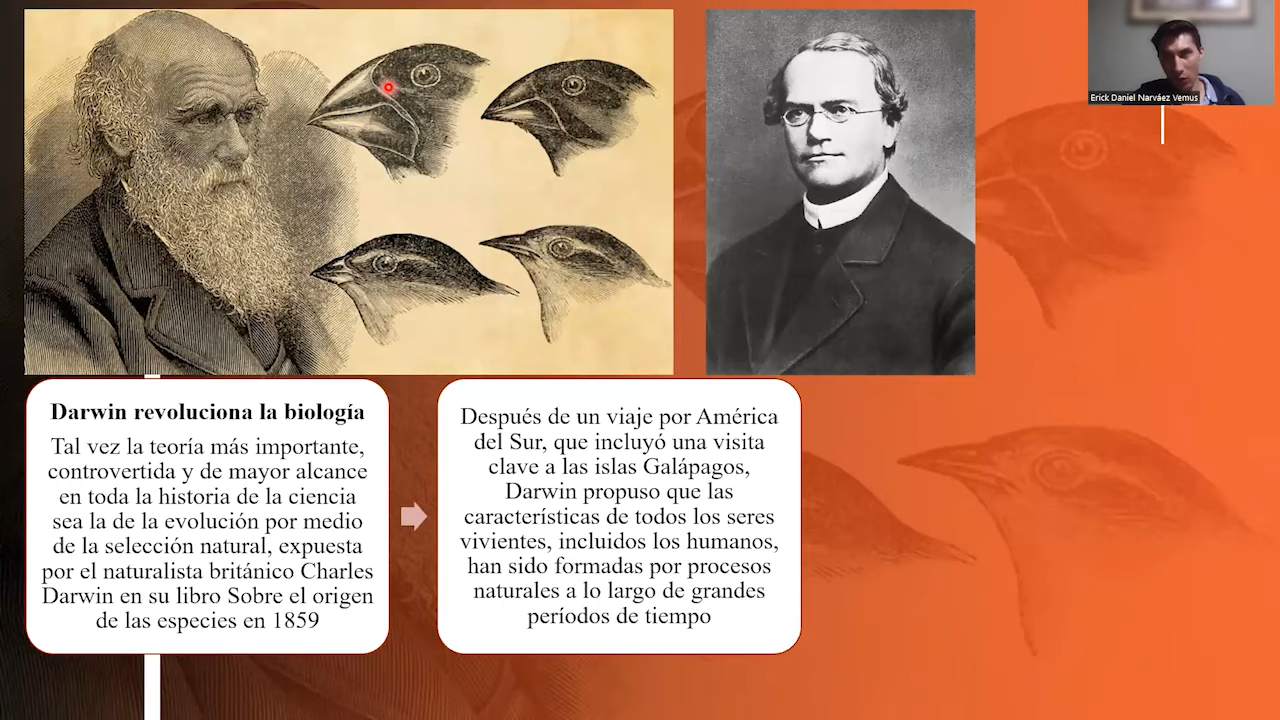 Erick Daniel Narváez Vemus
Darwin revoluciona la biología
Tal vez la teoría más importante,
controvertida y de mayor alcance
en toda la historia de la ciencia
sea la de la evolución por medio
de la selección natural, expuesta
por el naturalista británico Charles
Darwin en su libro Sobre el origen
de las especies en 1859
Después de un viaje por América
del Sur, que incluyó una visita
clave a las islas Galápagos,
Darwin propuso que las
características de todos los seres
vivientes, incluidos los humanos,
han sido formadas por procesos
naturales a lo largo de grandes
períodos de tiempo